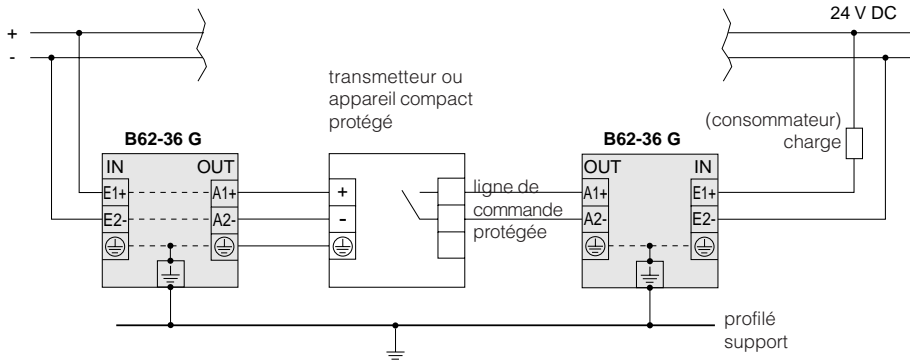 24 V DC
+
-
transmetteur ou
appareil compact
protégé
B62-36 G
IN OUT
E1+ A1+
E2- A2-
+
-
ligne de
commande
protégée
B62-36 G
OUT IN
A1+ E1+
A2- E2-
(consommateur)
charge
profilé
support